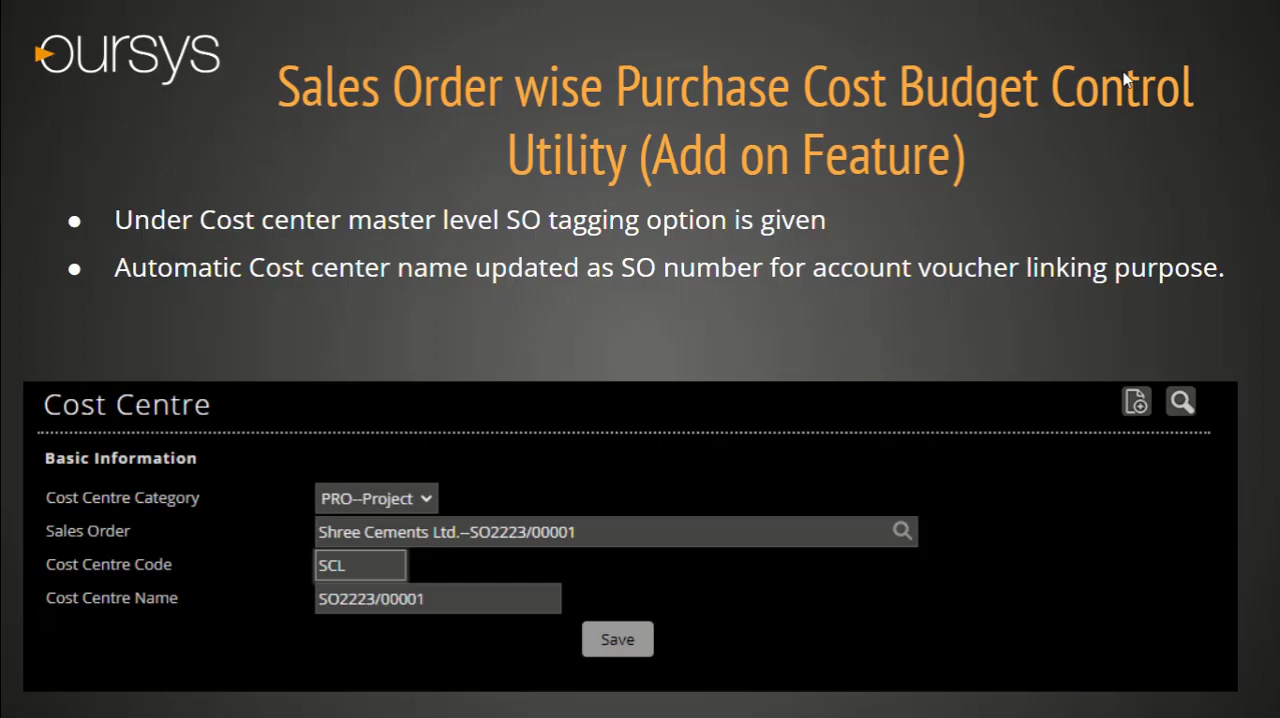 oursys
Sales Order wise Purchase Cost Budget Control
Utility (Add on Feature)
● Under Cost center master level SO tagging option is given
● Automatic Cost center name updated as SO number for account voucher linking purpose.
Cost Centre
Basic Information
Cost Centre Category PRO--Project
Sales Order Shree Cements Ltd.--SO2223/00001
Cost Centre Code SCL
Cost Centre Name SO2223/00001
Save